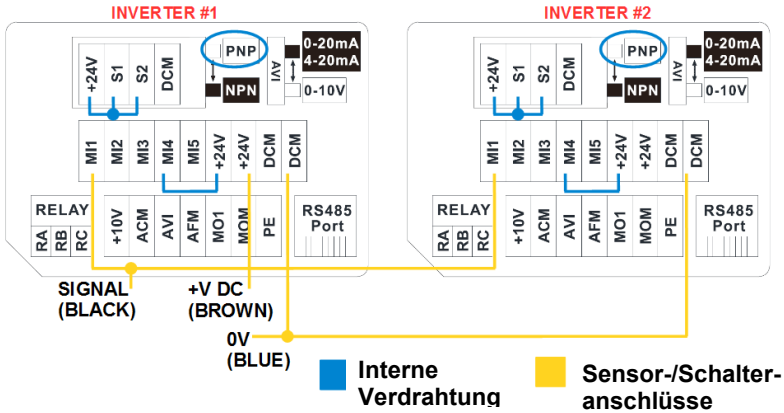 INVERTER #1
INVERTER #2
+24V S1 S2 DCM
PNP
NPN
AVI
0-20mA
4-20mA
0-10V
MI1 MI2 MI3 MI4 MI5 +24V +24V DCM DCM
RELAY
RA RB RC
+10V ACM AVI AFM MO1 MOM PE
RS485
Port
+24V S1 S2 DCM
PNP
NPN
AVI
0-20mA
4-20mA
0-10V
MI1 MI2 MI3 MI4 MI5 +24V +24V DCM DCM
RELAY
RA RB RC
+10V ACM AVI AFM MO1 MOM PE
RS485
Port
SIGNAL
(BLACK)
+V DC
(BROWN)
0V
(BLUE)
Interne
Verdrahtung
Sensor-/Schalter-
anschlüsse